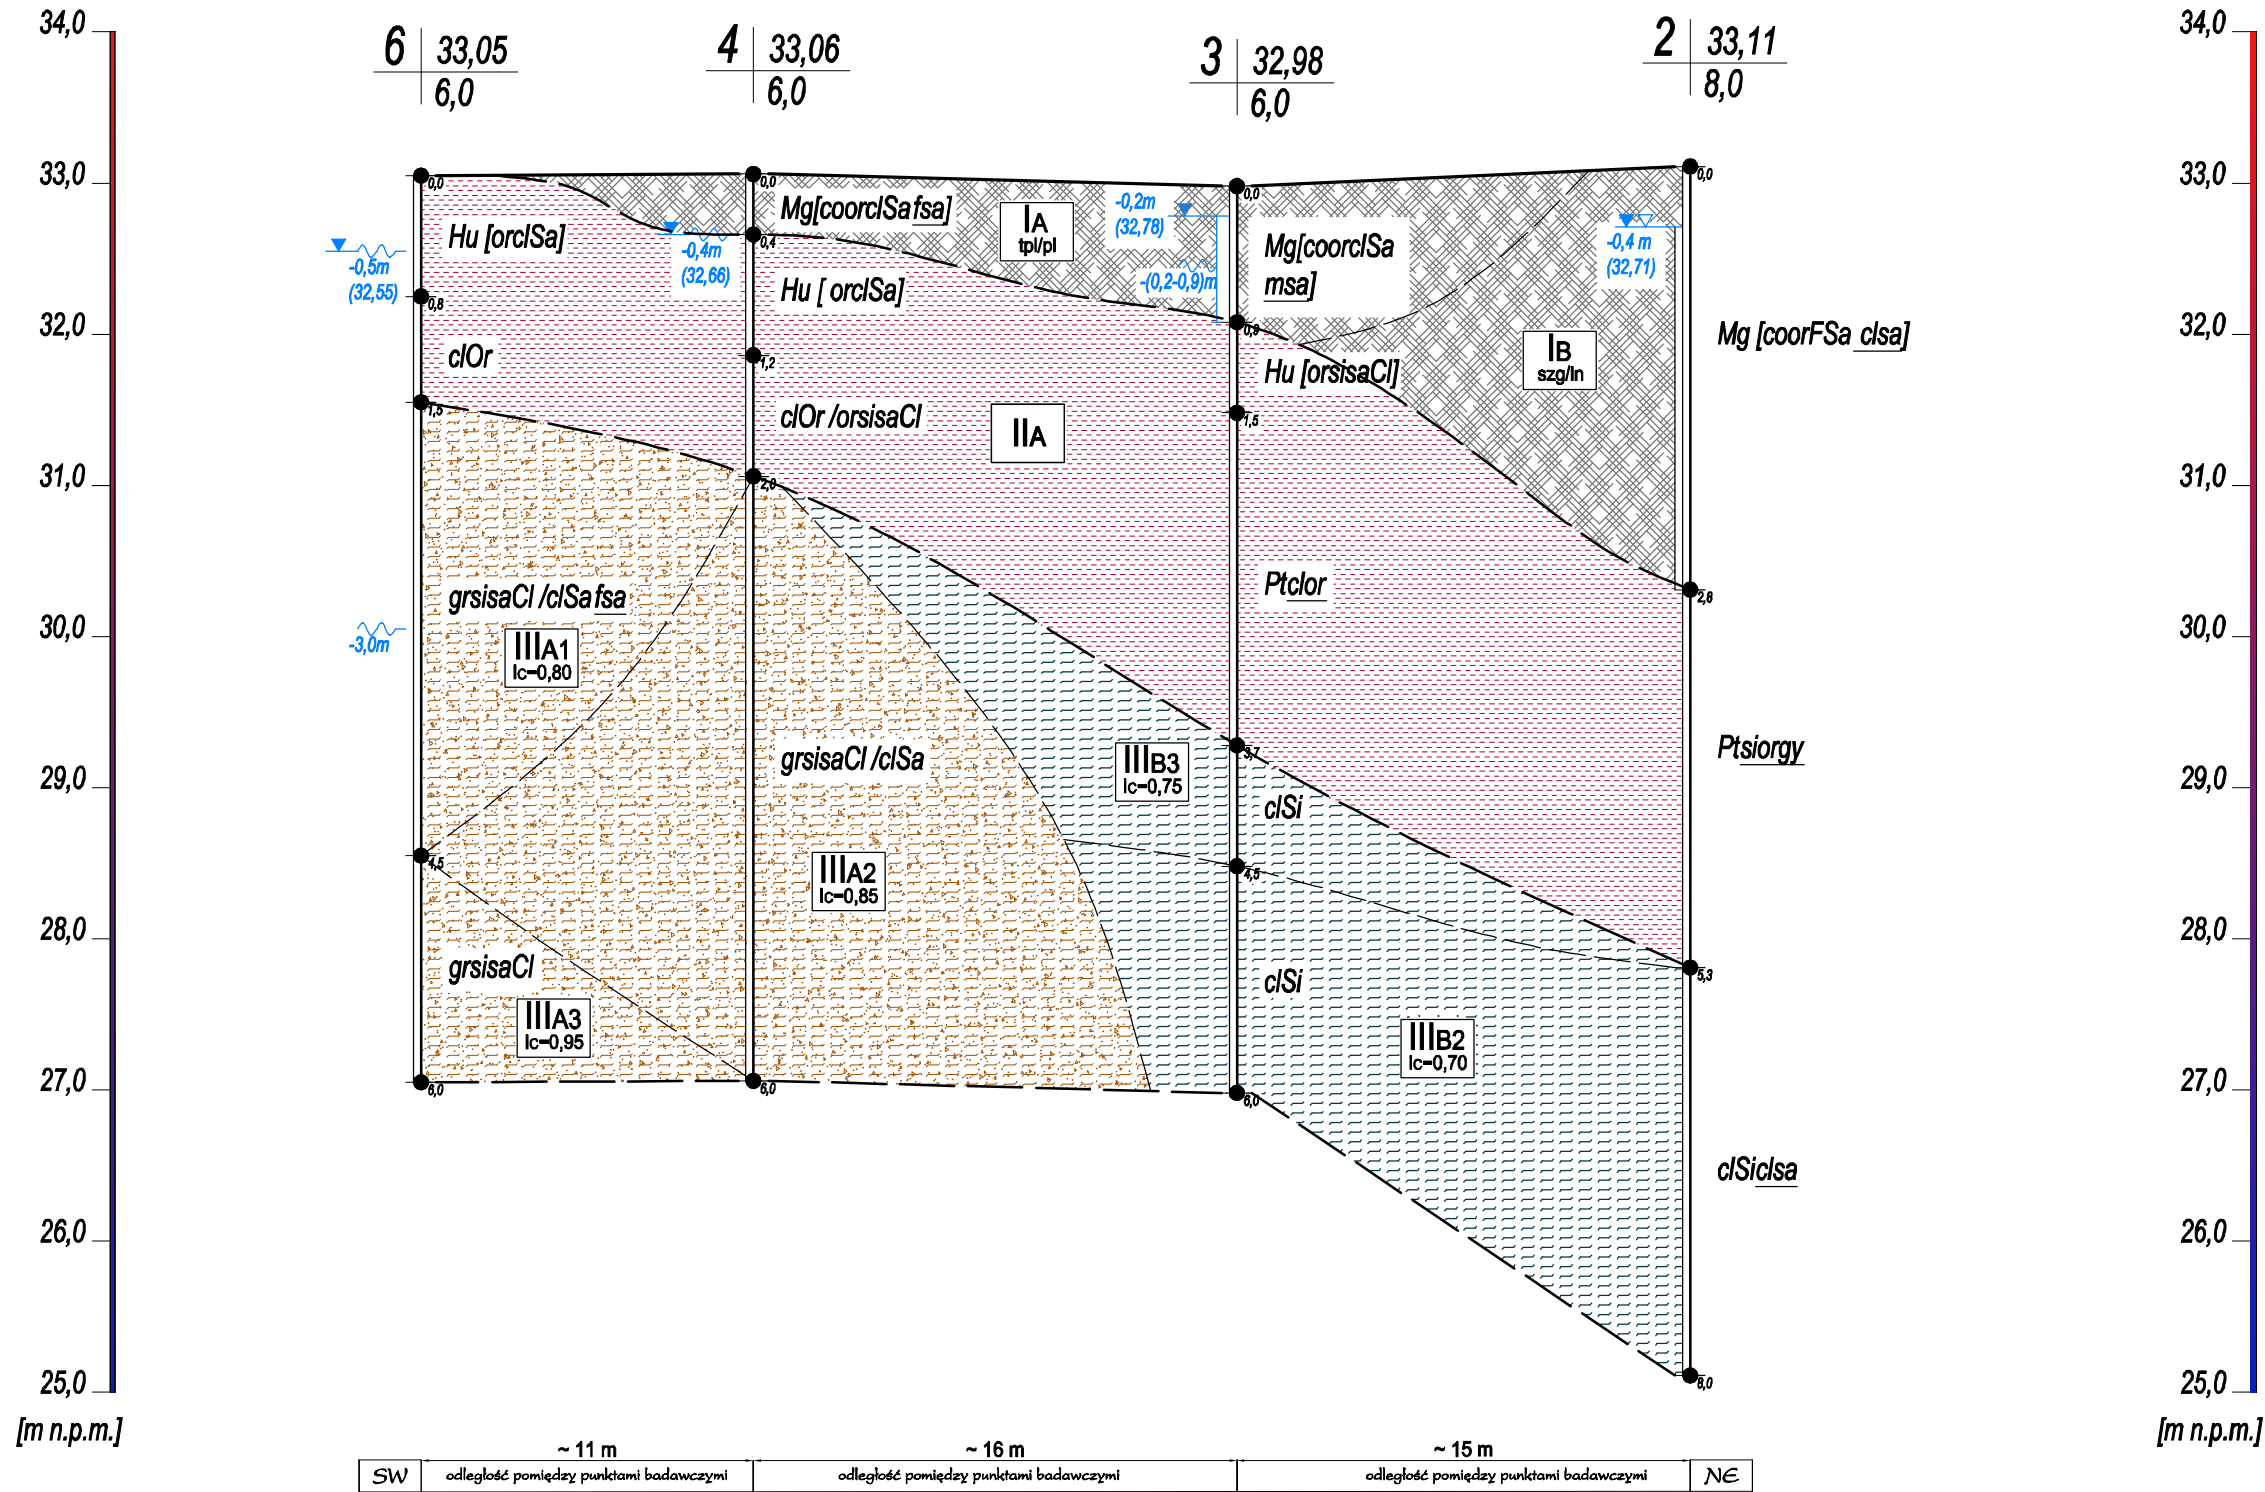 34,0
33,0
32,0
31,0
30,0
29,0
28,0
27,0
26,0
25,0
[m n.p.m.]
6 33,05
6,0
4 33,06
6,0
3 32,98
6,0
2 33,11
8,0
0,0
Hu [orclSa]
-0,5m
(32,55)
0,8
clOr
1,5
grsisaCl /clSa fsa
IIIA1
Ic=0,80
-3,0m
4,5
grsisaCl
IIIA3
Ic=0,95
6,0
0,0
Mg[coorclSa fsa]
0,4
-0,4m
(32,66)
Hu [ orclSa]
1,2
clOr /orsisaCl
2,0
grsisaCl /clSa
IIIA2
Ic=0,85
6,0
IA
tpl/pl
IIA
-0,2m
(32,78)
-(0,2-0,9)m
0,0
Mg[coorclSa
msa]
0,9
Hu [orsisaCl]
1,5
Ptclor
3,7
IIIB3
Ic=0,75
clSi
4,5
clSi
6,0
IIIB2
Ic=0,70
IB
szg/ln
-0,4 m
(32,71)
0,0
Mg [coorFSa clsa]
2,8
Ptsiorgy
5,3
clSiclsa
8,0
34,0
33,0
32,0
31,0
30,0
29,0
28,0
27,0
26,0
25,0
[m n.p.m.]
~ 11 m
~ 16 m
~ 15 m
SW
odległość pomiędzy punktami badawczymi
odległość pomiędzy punktami badawczymi
odległość pomiędzy punktami badawczymi
NE